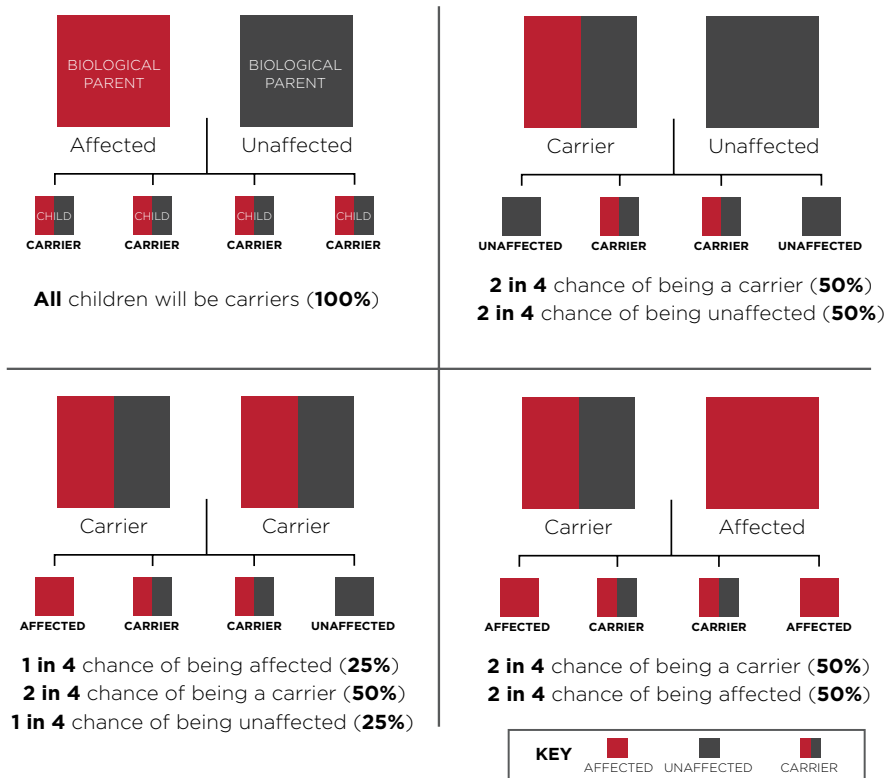 BIOLOGICAL
PARENT
BIOLOGICAL
PARENT
Affected
Unaffected
CHILD
CHILD
CHILD
CHILD
CARRIER
CARRIER
CARRIER
CARRIER
All children will be carriers (100%)
Carrier
Unaffected
UNAFFECTED
CARRIER
CARRIER
UNAFFECTED
2 in 4 chance of being a carrier (50%)
2 in 4 chance of being unaffected (50%)
Carrier
Carrier
AFFECTED
CARRIER
CARRIER
UNAFFECTED
1 in 4 chance of being affected (25%)
2 in 4 chance of being a carrier (50%)
1 in 4 chance of being unaffected (25%)
Carrier
Affected
AFFECTED
CARRIER
CARRIER
AFFECTED
2 in 4 chance of being a carrier (50%)
2 in 4 chance of being affected (50%)
KEY
AFFECTED
UNAFFECTED
CARRIER